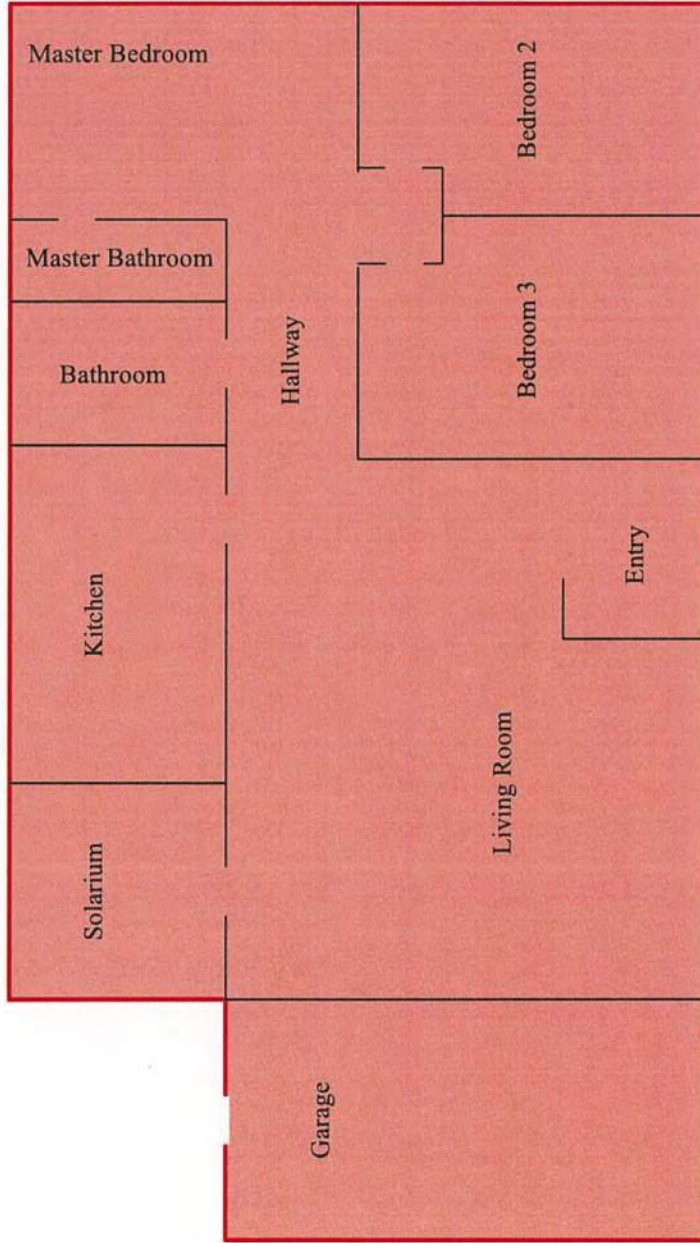 Master Bedroom
Bedroom 2
Master Bathroom
Bathroom
Hallway
Bedroom 3
Kitchen
Entry
Solarium
Living Room
Garage